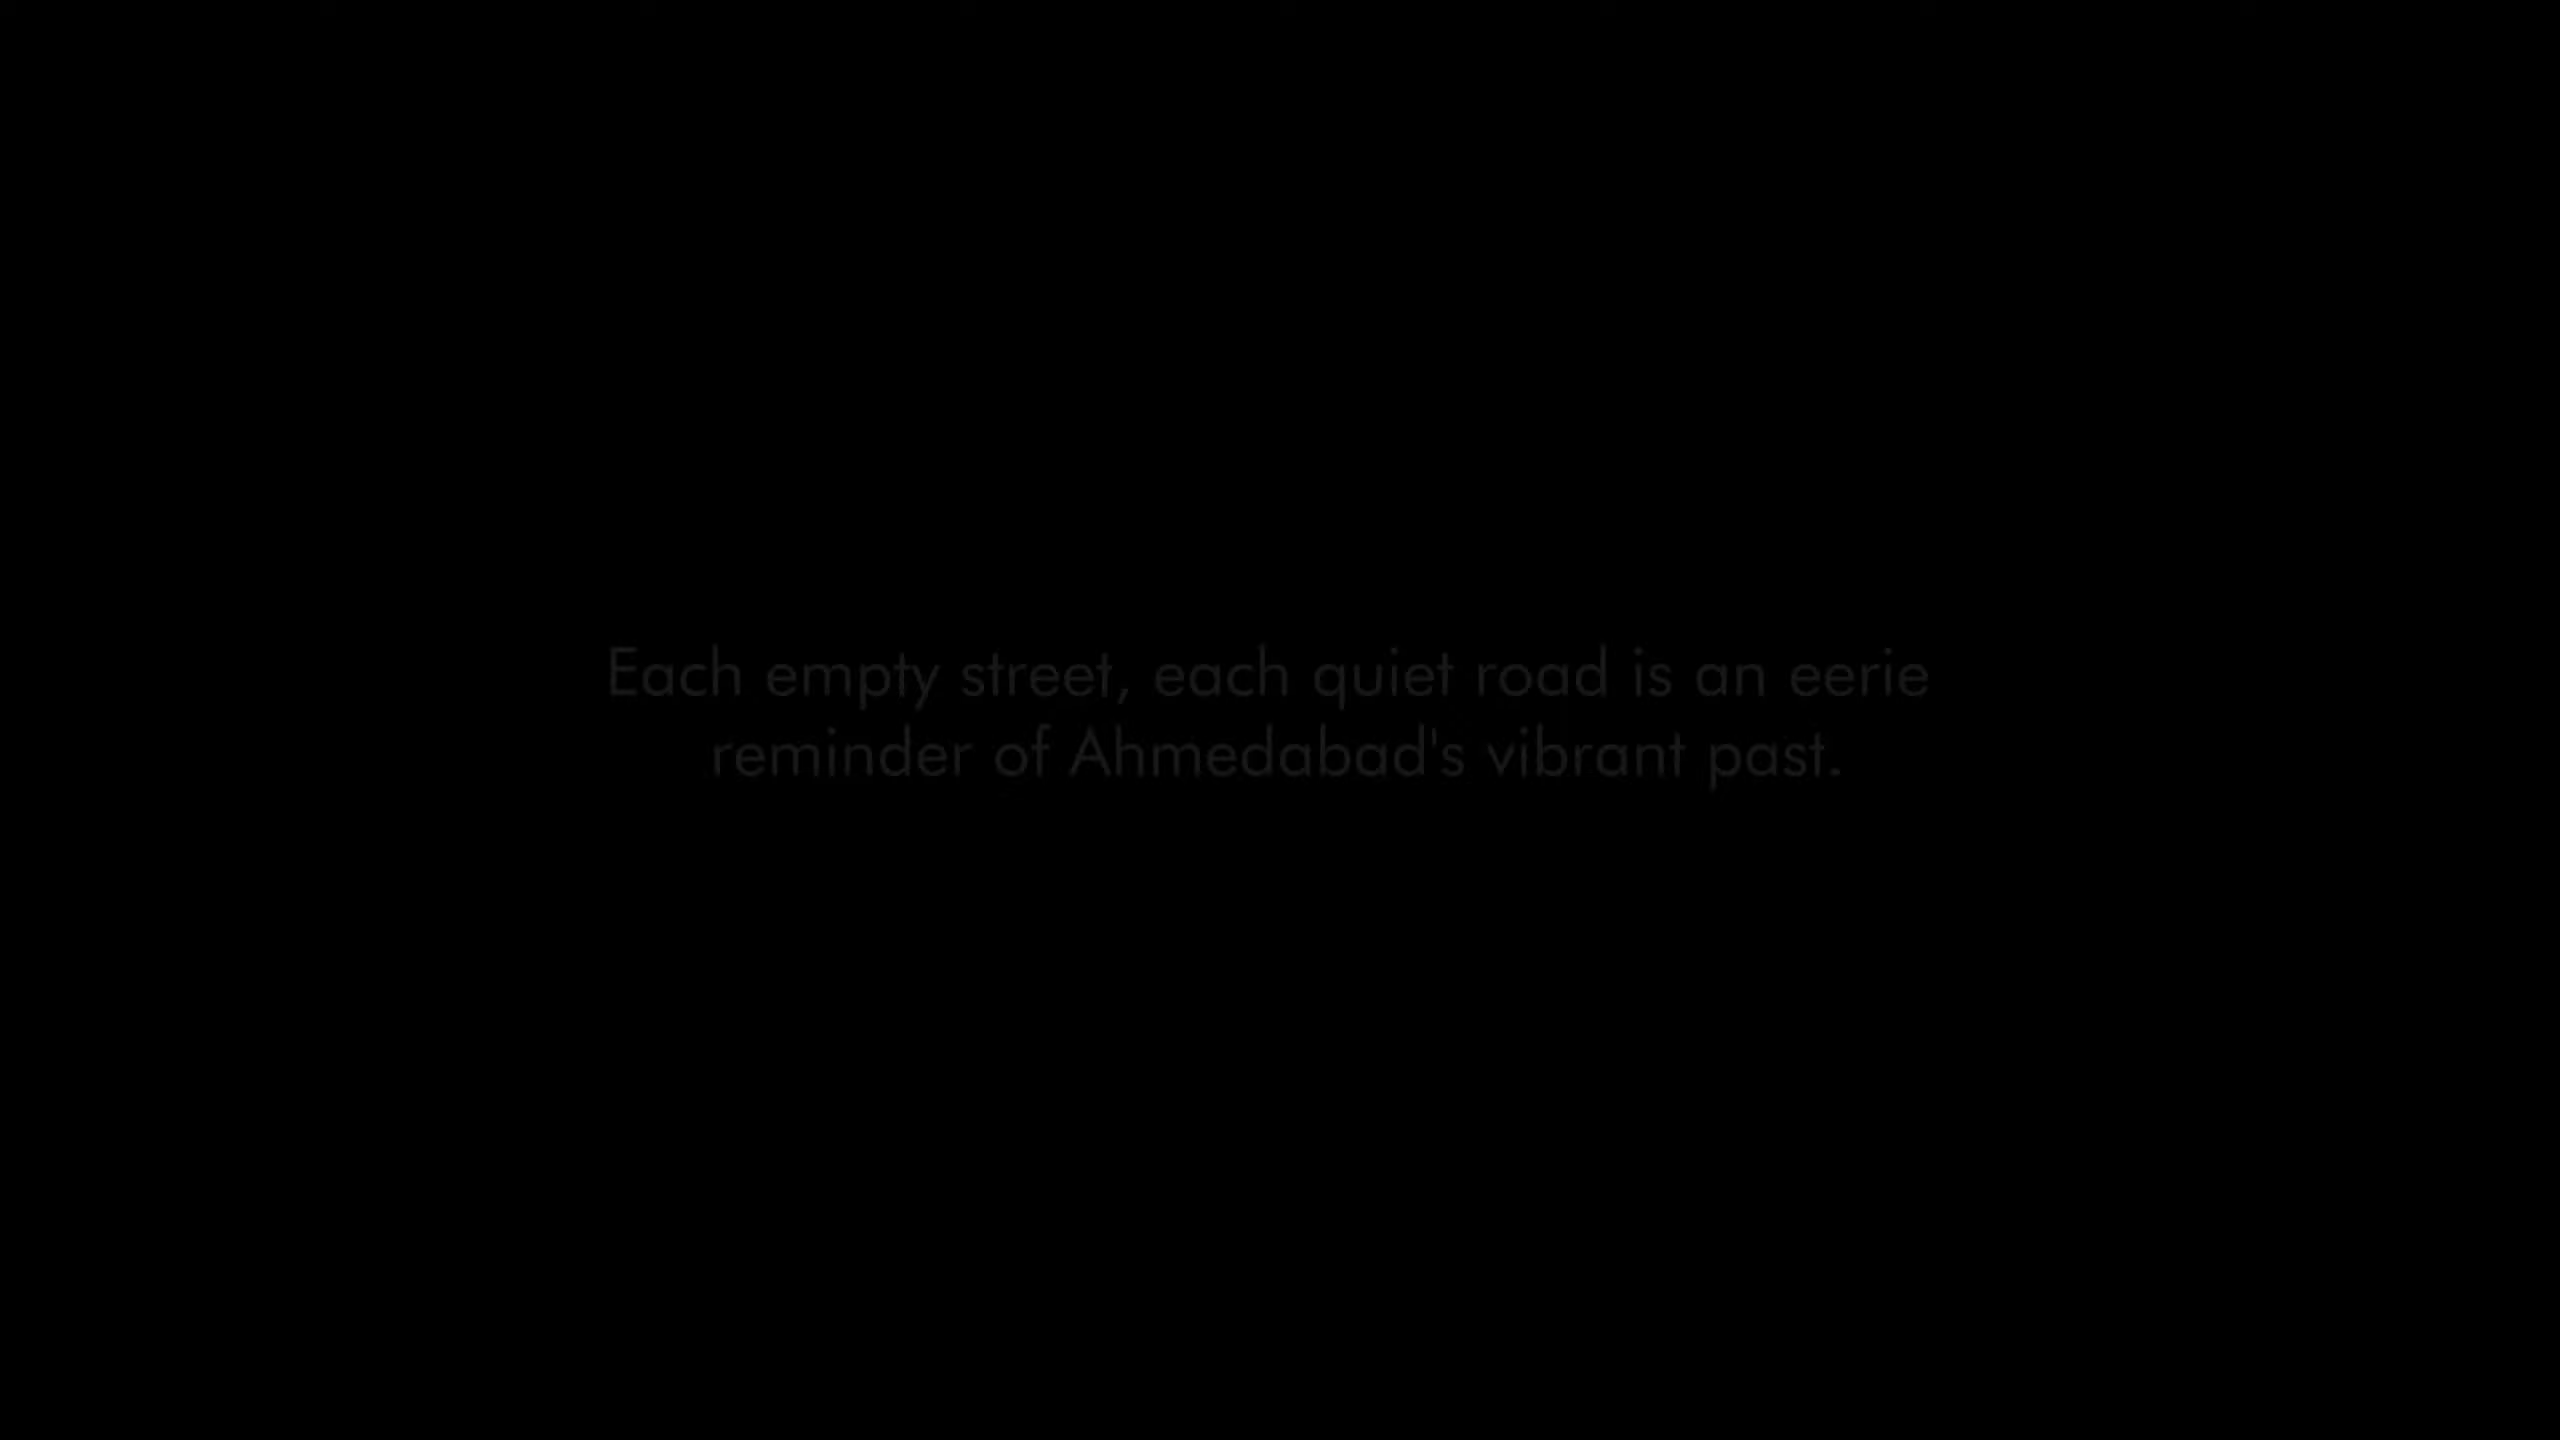 Each empty street, each quiet road is an eerie
reminder of Ahmedabad's vibrant past.